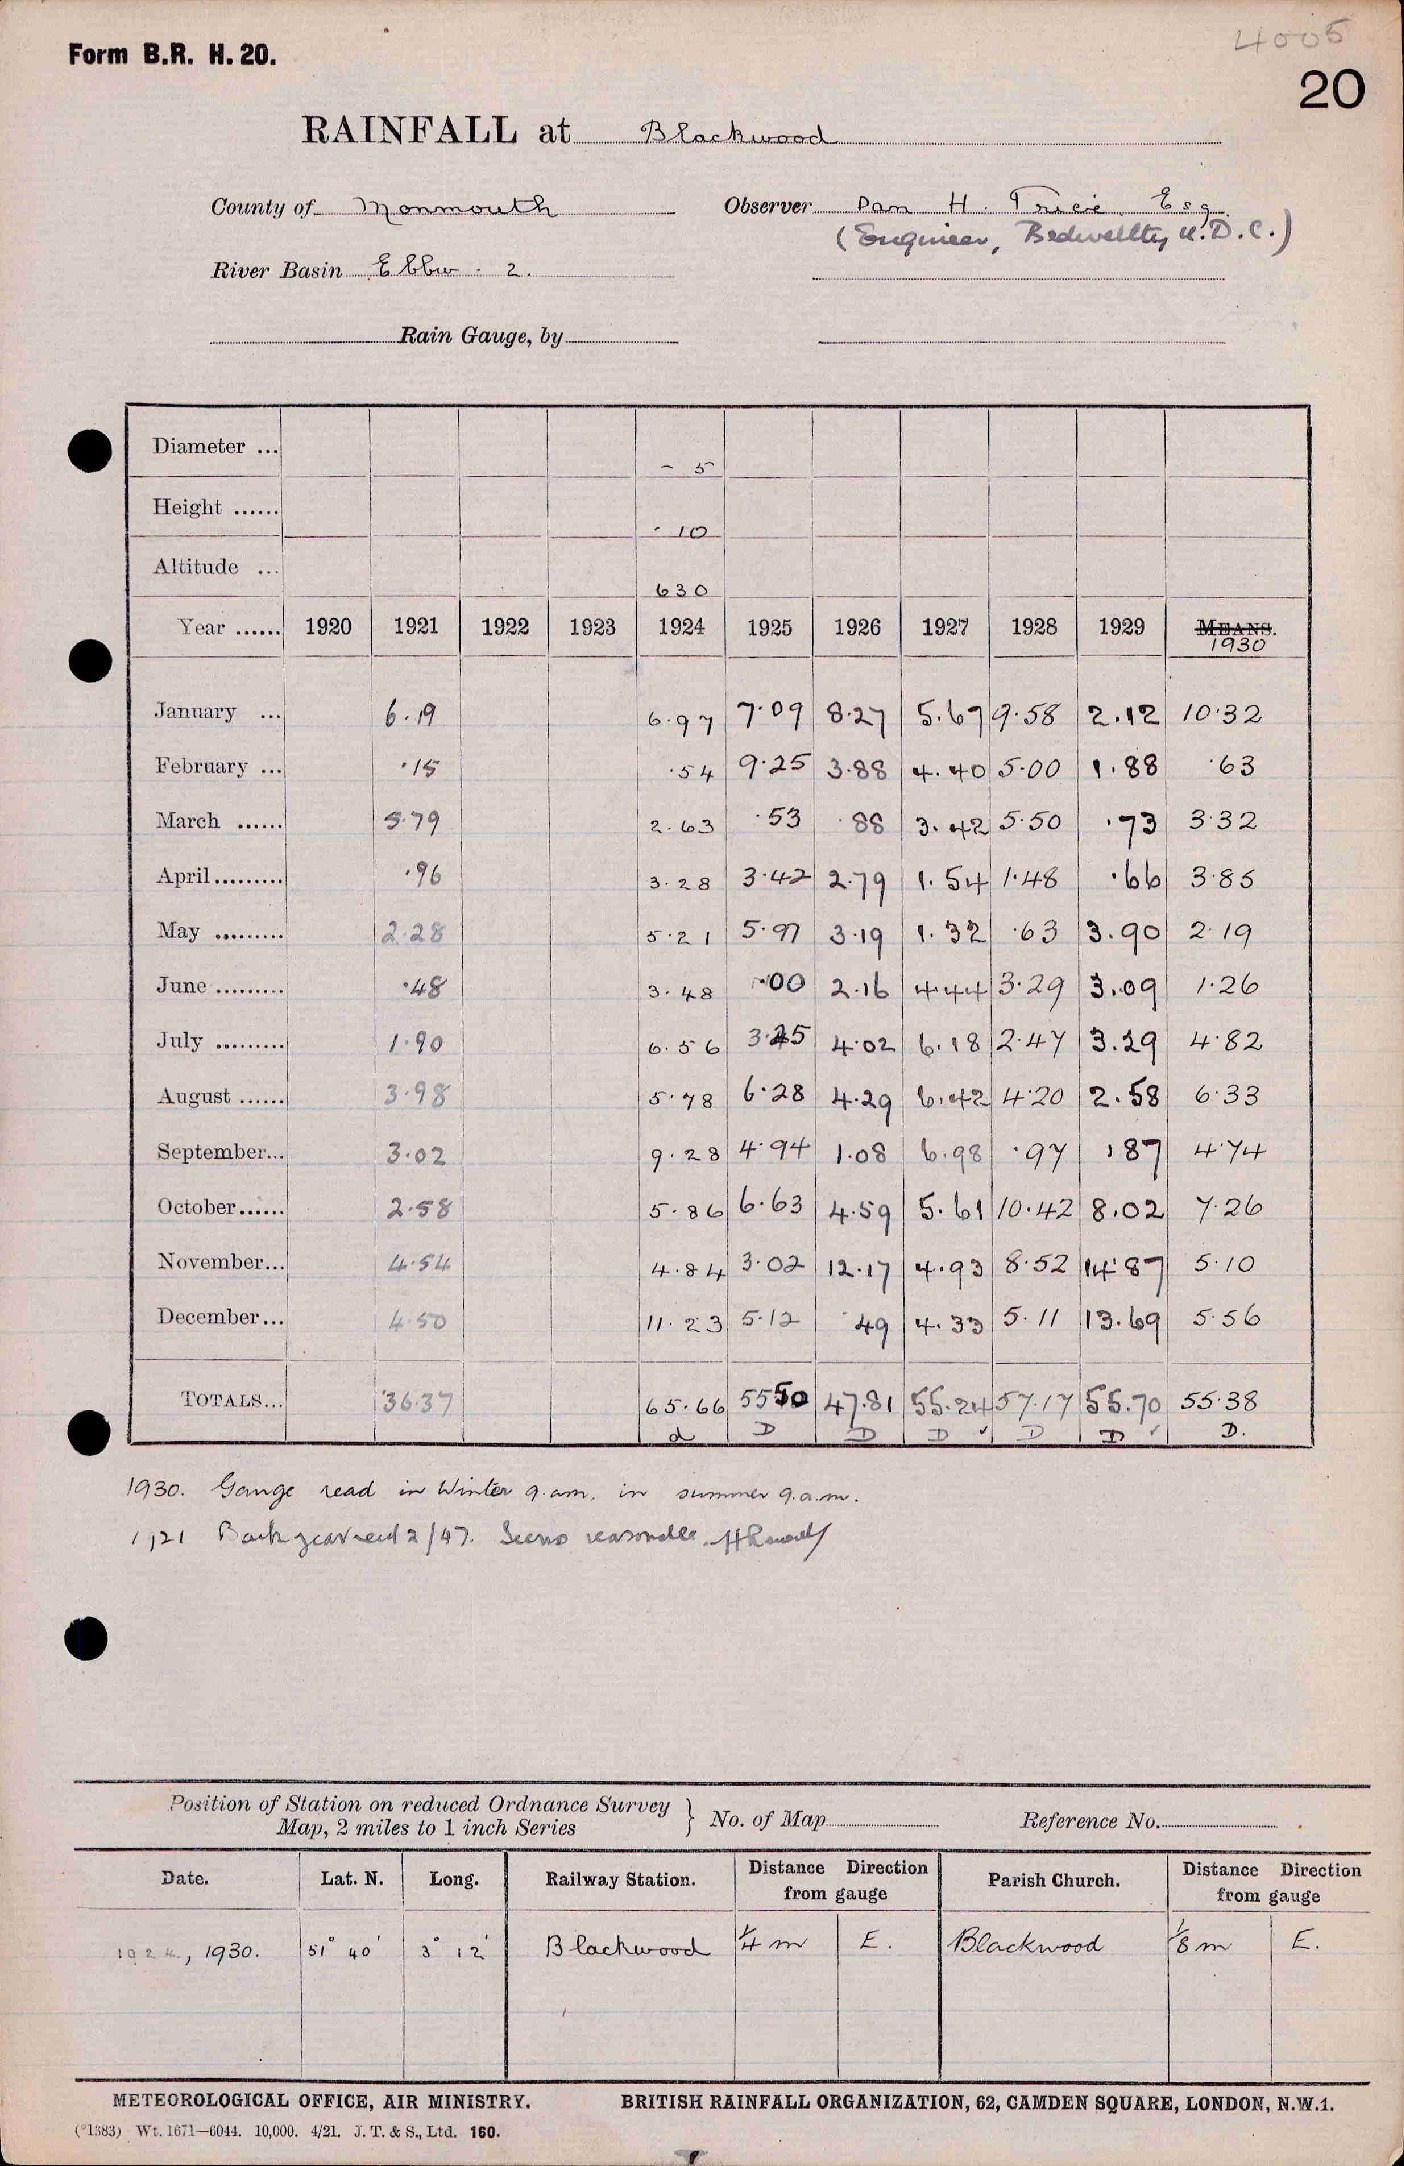 4005
Form B.R. H. 20.
20
RAINFALL at Blackwood
County of Monmouth Observer Dan H. Price Esq.
(Engineer, Bedwellty U.D.C.)
River Basin Ebbw . 2.
Rain Gauge, by
Diameter ... - 5
Height ...... · 10
Altitude ... 630
Year ...... 1920 1921 1922 1923 1924 1925 1926 1927 1928 1929 MEANS.
1930
January ... 6.19 6.97 7.09 8.27 5.67 9.58 2.12 10.32
February ... .15 .54 9.25 3.88 4.40 5.00 1.88 .63
March ...... 5.79 2.63 .53 .88 3.42 5.50 .73 3.32
April......... .96 3.28 3.42 2.79 1.54 1.48 .66 3.85
May ......... 2.28 5.21 5.97 3.19 1.32 .63 3.90 2.19
June ......... .48 3.48 .00 2.16 4.44 3.29 3.09 1.26
July ......... 1.90 6.56 3.25 4.02 6.18 2.47 3.29 4.82
August ...... 3.98 5.78 6.28 4.29 6.42 4.20 2.58 6.33
September... 3.02 9.28 4.94 1.08 6.98 .97 .87 4.74
October...... 2.58 5.86 6.63 4.59 5.61 10.42 8.02 7.26
November... 4.54 4.84 3.02 12.17 4.93 8.52 14.87 5.10
December... 4.50 11.23 5.12 .49 4.33 5.11 13.69 5.56
TOTALS... 36.37 65.66 55.50 47.81 55.24 57.17 55.70 55.38
d D D D ✓ D D ✓ D.
1930. Gauge read in Winter 9.am. in summer 9.a.m.
1921 Back year recd 2/47. Seems reasonable.
Position of Station on reduced Ordnance Survey
Map, 2 miles to 1 inch Series } No. of Map Reference No.
Date. Lat. N. Long. Railway Station. Distance Direction from gauge Parish Church. Distance Direction from gauge
1924, 1930. 51° 40' 3° 12' Blackwood ¼ m E. Blackwood ⅛ m E.
METEOROLOGICAL OFFICE, AIR MINISTRY. BRITISH RAINFALL ORGANIZATION, 62, CAMDEN SQUARE, LONDON, N.W.1.
(*1383) Wt. 1671—6044. 10,000. 4/21. J. T. & S., Ltd. 160.